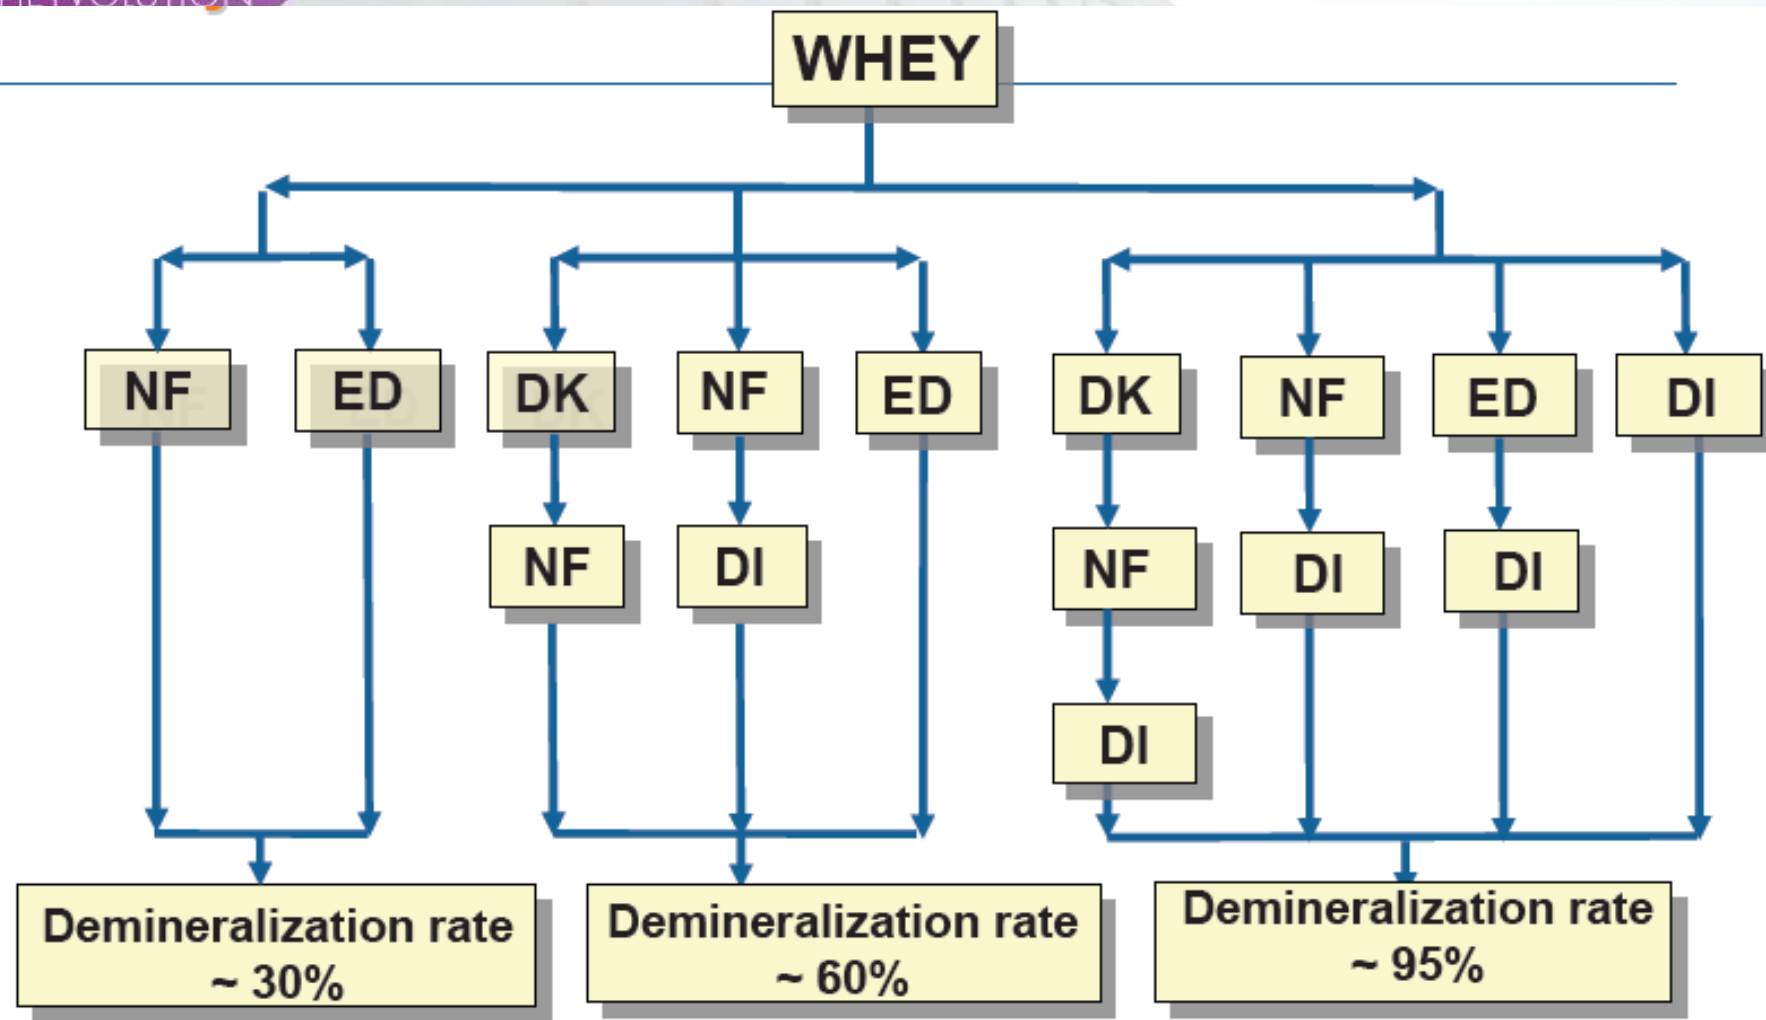 WHEY
NF ED DK NF ED DK NF ED DI
NF DI NF DI DI
DI
Demineralization rate
~ 30%
Demineralization rate
~ 60%
Demineralization rate
~ 95%